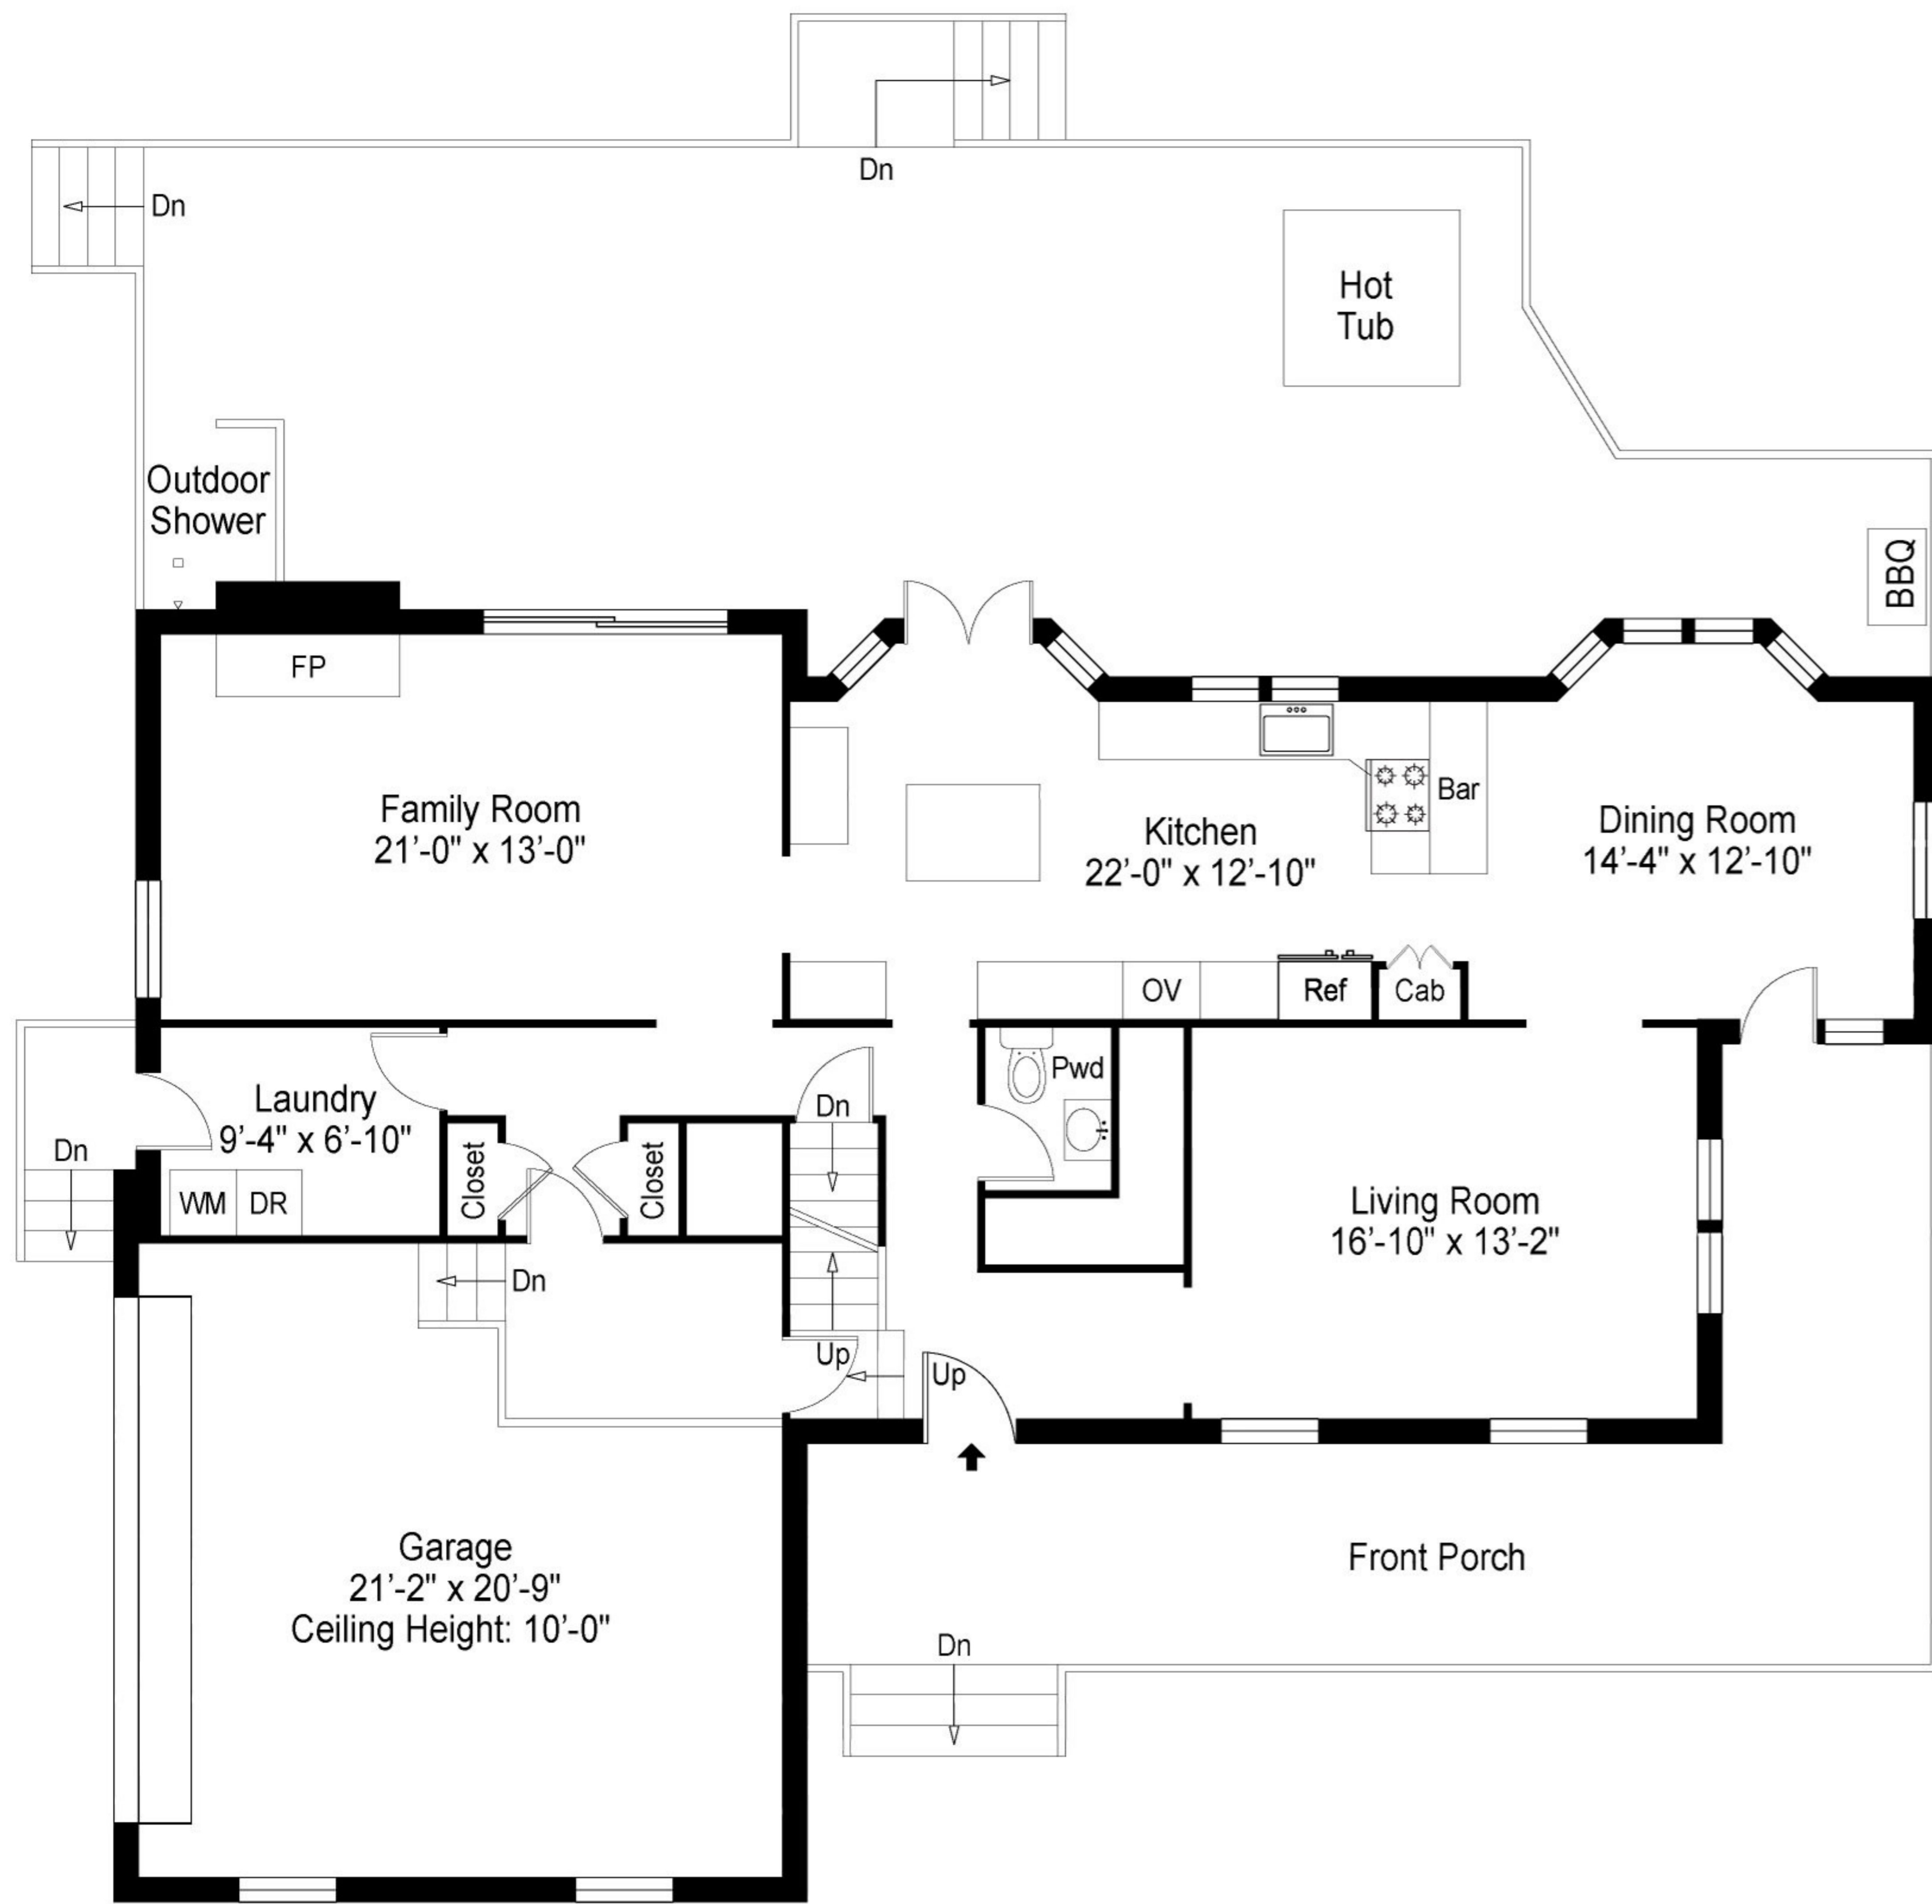 Dn
Dn
Hot
Tub
Outdoor
Shower
BBQ
FP
Family Room
21’-0" x 13’-0"
Kitchen
22’-0" x 12’-10"
Bar
Dining Room
14’-4" x 12’-10"
OV
Ref
Cab
Pwd
Laundry
9’-4" x 6’-10"
Dn
Dn
WM
DR
Closet
Closet
Living Room
16’-10" x 13’-2"
Dn
Up
Up
Garage
21’-2" x 20’-9"
Ceiling Height: 10’-0"
Front Porch
Dn